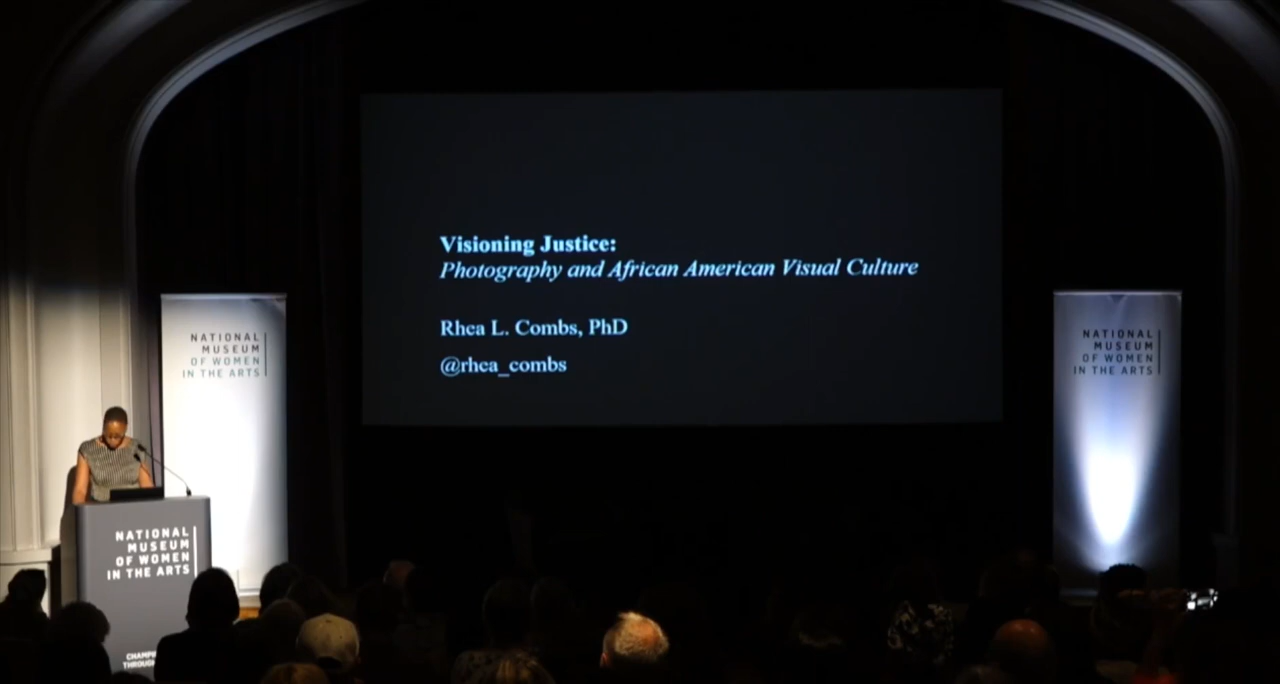 Visioning Justice:
Photography and African American Visual Culture
Rhea L. Combs, PhD
@rhea_combs
NATIONAL
MUSEUM
OF WOMEN
IN THE ARTS
NATIONAL
MUSEUM
OF WOMEN
IN THE ARTS
NATIONAL
MUSEUM
OF WOMEN
IN THE ARTS
THROUGH